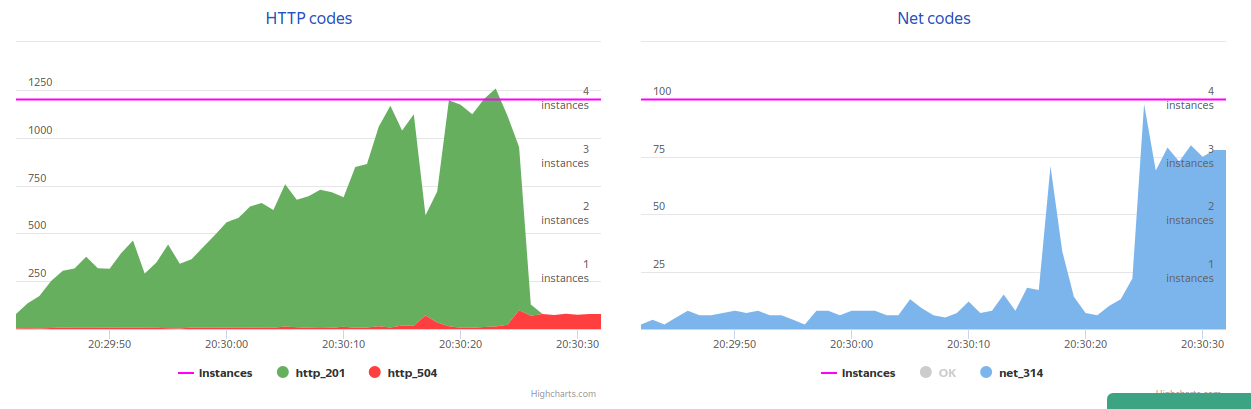 HTTP codes
1250
1000
750
500
250
4
instances
3
instances
2
instances
1
instances
20:29:50
20:30:00
20:30:10
20:30:20
20:30:30
Instances
http_201
http_504
Highcharts.com
Net codes
100
75
50
25
4
instances
3
instances
2
instances
1
instances
20:29:50
20:30:00
20:30:10
20:30:20
20:30:30
Instances
OK
net_314
Highcharts.com